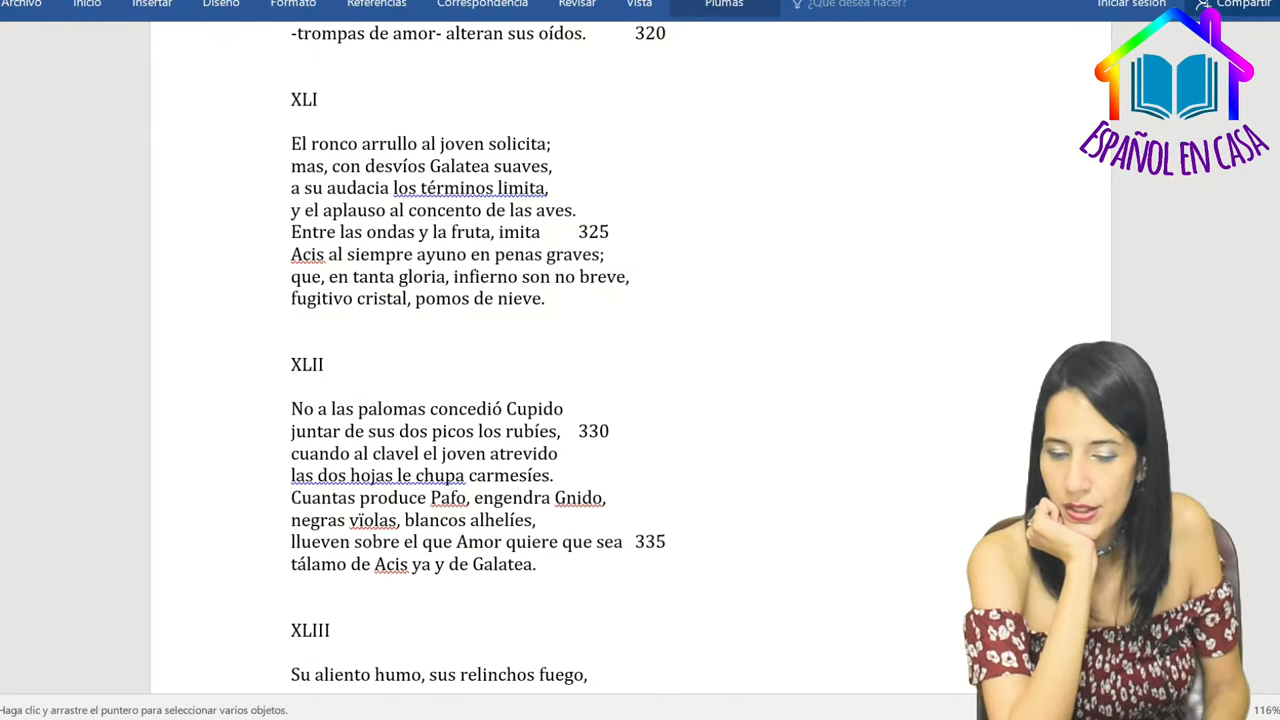 Archivo Inicio Insertar Diseño Formato Referencias Correspondencia Revisar Vista Plumas ¿Qué desea hacer? Iniciar sesión Compartir
-trompas de amor- alteran sus oídos. 320
ESPAÑOL EN CASA
XLI
El ronco arrullo al joven solicita;
mas, con desvíos Galatea suaves,
a su audacia los términos limita,
y el aplauso al concento de las aves.
Entre las ondas y la fruta, imita 325
Acis al siempre ayuno en penas graves;
que, en tanta gloria, infierno son no breve,
fugitivo cristal, pomos de nieve.
XLII
No a las palomas concedió Cupido
juntar de sus dos picos los rubíes, 330
cuando al clavel el joven atrevido
las dos hojas le chupa carmesíes.
Cuantas produce Pafo, engendra Gnido,
negras vïolas, blancos alhelíes,
llueven sobre el que Amor quiere que sea 335
tálamo de Acis ya y de Galatea.
XLIII
Su aliento humo, sus relinchos fuego,
Haga clic y arrastre el puntero para seleccionar varios objetos.
116%